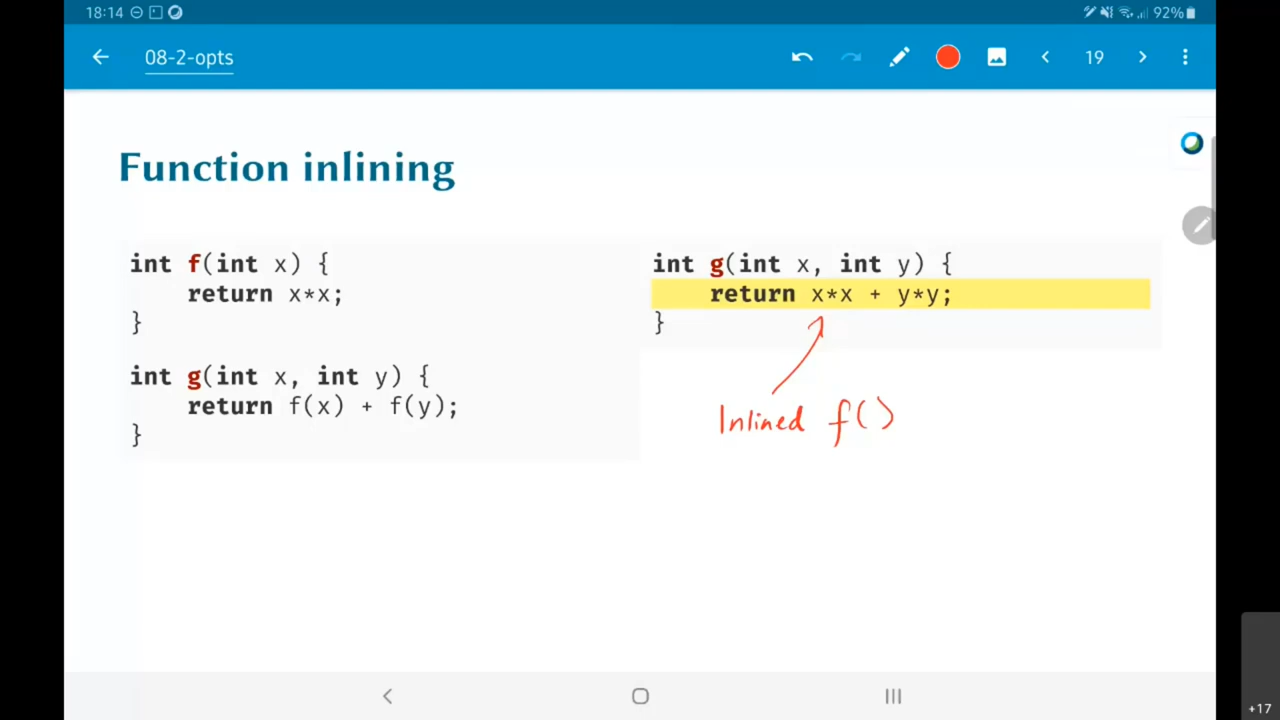 18:14 92%
08-2-opts 19
Function inlining
int f(int x) {
    return x*x;
}
int g(int x, int y) {
    return f(x) + f(y);
}
int g(int x, int y) {
    return x*x + y*y;
}
Inlined f()
+17